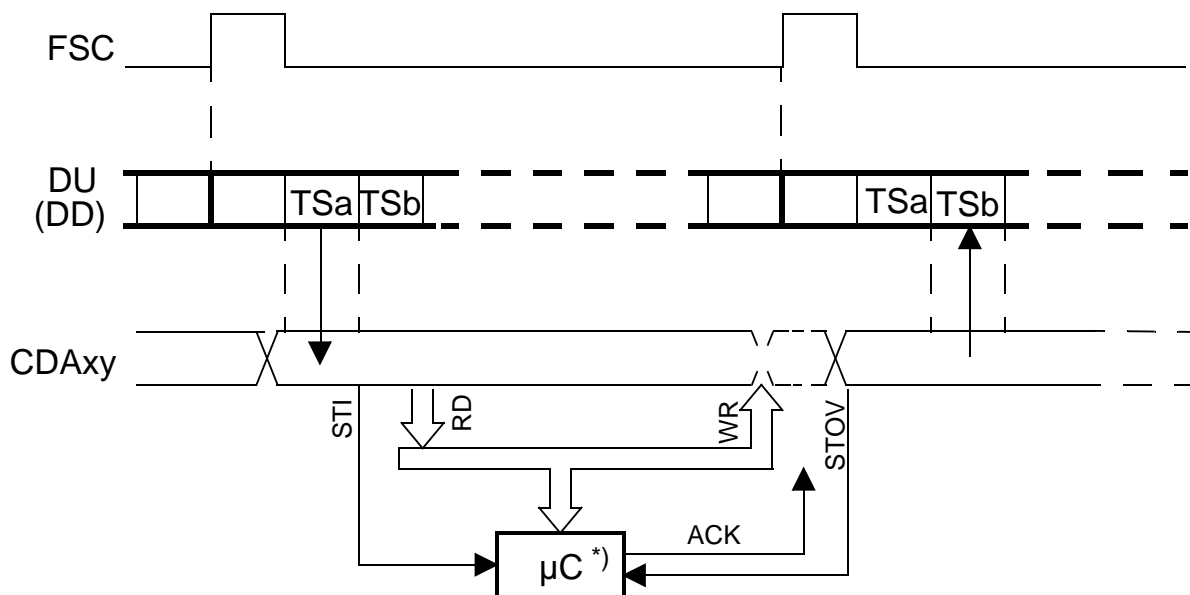 FSC
DU
(DD)
TSa TSb
TSa TSb
CDAxy
STI
RD
WR
STOV
ACK
µC *)